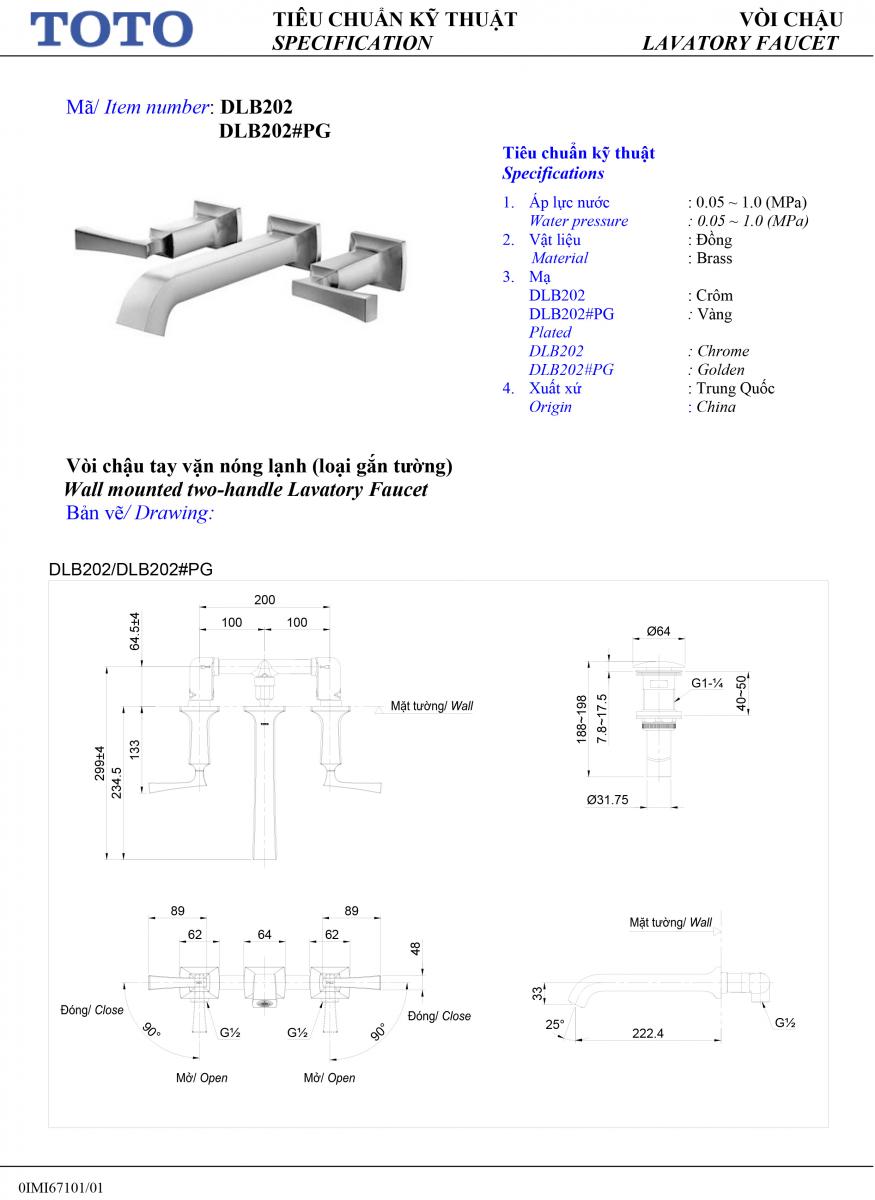 TOTO
TIÊU CHUẨN KỸ THUẬT
SPECIFICATION
VÒI CHẬU
LAVATORY FAUCET
Mã/ Item number: DLB202
DLB202#PG
Tiêu chuẩn kỹ thuật
Specifications
1. Áp lực nước : 0.05 ~ 1.0 (MPa)
Water pressure : 0.05 ~ 1.0 (MPa)
2. Vật liệu : Đồng
Material : Brass
3. Mạ
DLB202 : Crôm
DLB202#PG : Vàng
Plated
DLB202 : Chrome
DLB202#PG : Golden
4. Xuất xứ : Trung Quốc
Origin : China
Vòi chậu tay vặn nóng lạnh (loại gắn tường)
Wall mounted two-handle Lavatory Faucet
Bản vẽ/ Drawing:
DLB202/DLB202#PG
200
100 100
64.5±4
Mặt tường/ Wall
299±4
234.5
133
Ø64
G1-¼
40~50
188~198
7.8~17.5
Ø31.75
89 89
62 64 62
48
Đóng/ Close
Đóng/ Close
90°
90°
G½
G½
Mở/ Open
Mở/ Open
Mặt tường/ Wall
33
25°
222.4
G½
0IMI67101/01